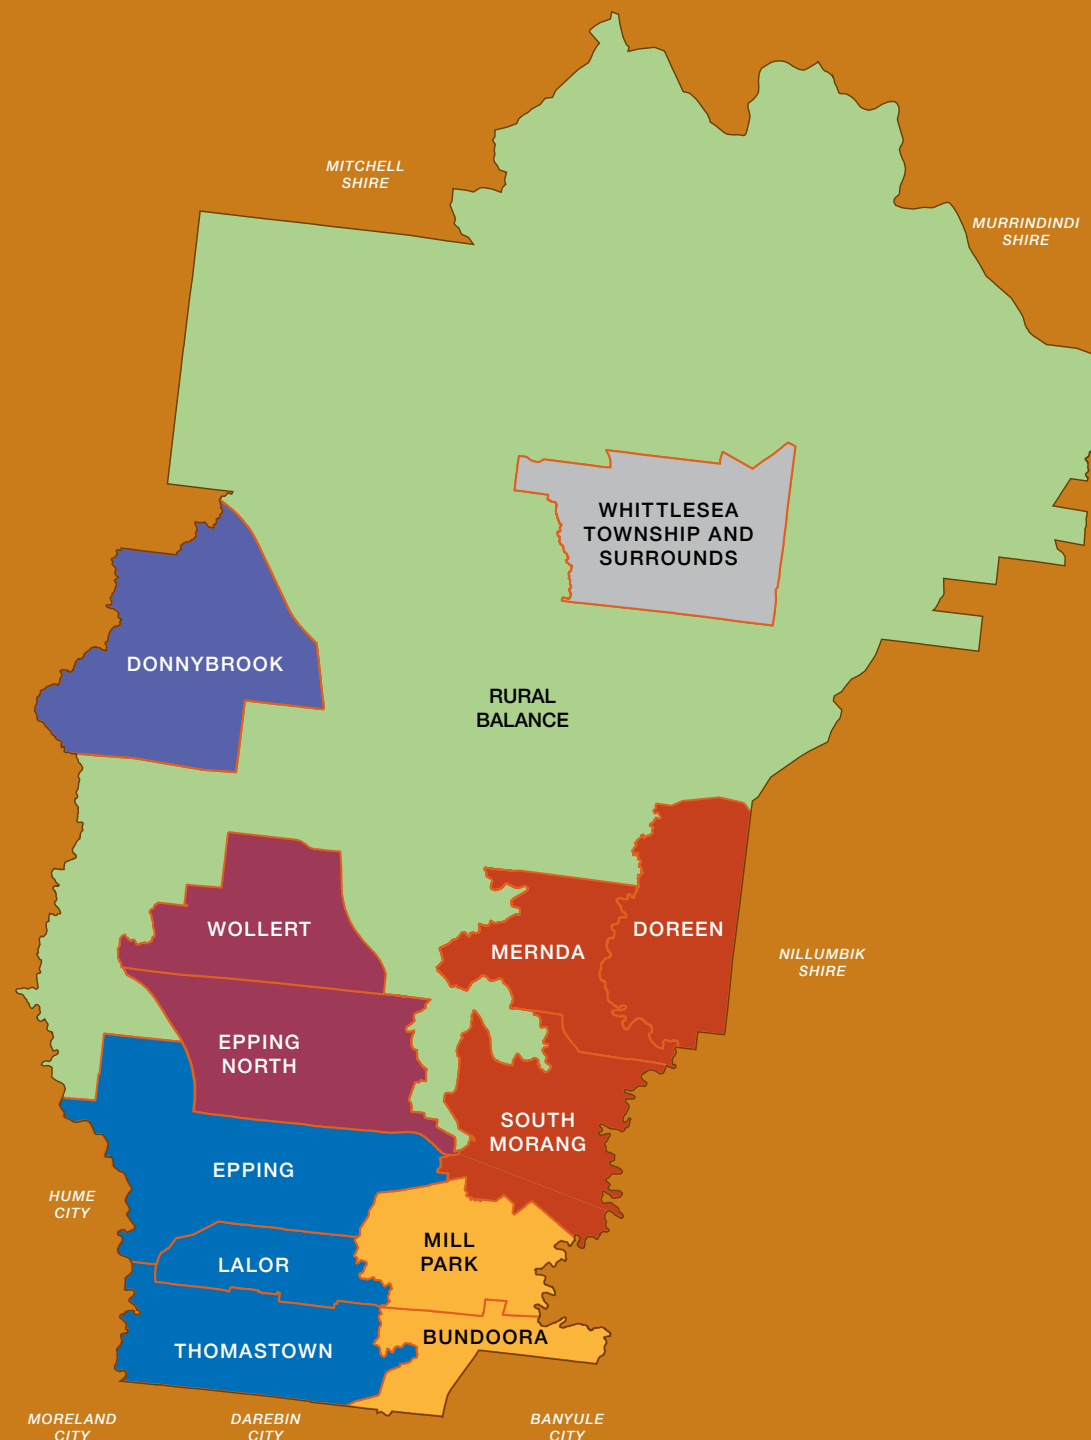 MITCHELL
SHIRE
MURRINDINDI
SHIRE
WHITTLESEA
TOWNSHIP AND
SURROUNDS
DONNYBROOK
RURAL
BALANCE
WOLLERT
MERNDA
DOREEN
NILLUMBIK
SHIRE
EPPING
NORTH
SOUTH
MORANG
EPPING
HUME
CITY
MILL
PARK
LALOR
BUNDOORA
THOMASTOWN
MORELAND
CITY
DAREBIN
CITY
BANYULE
CITY